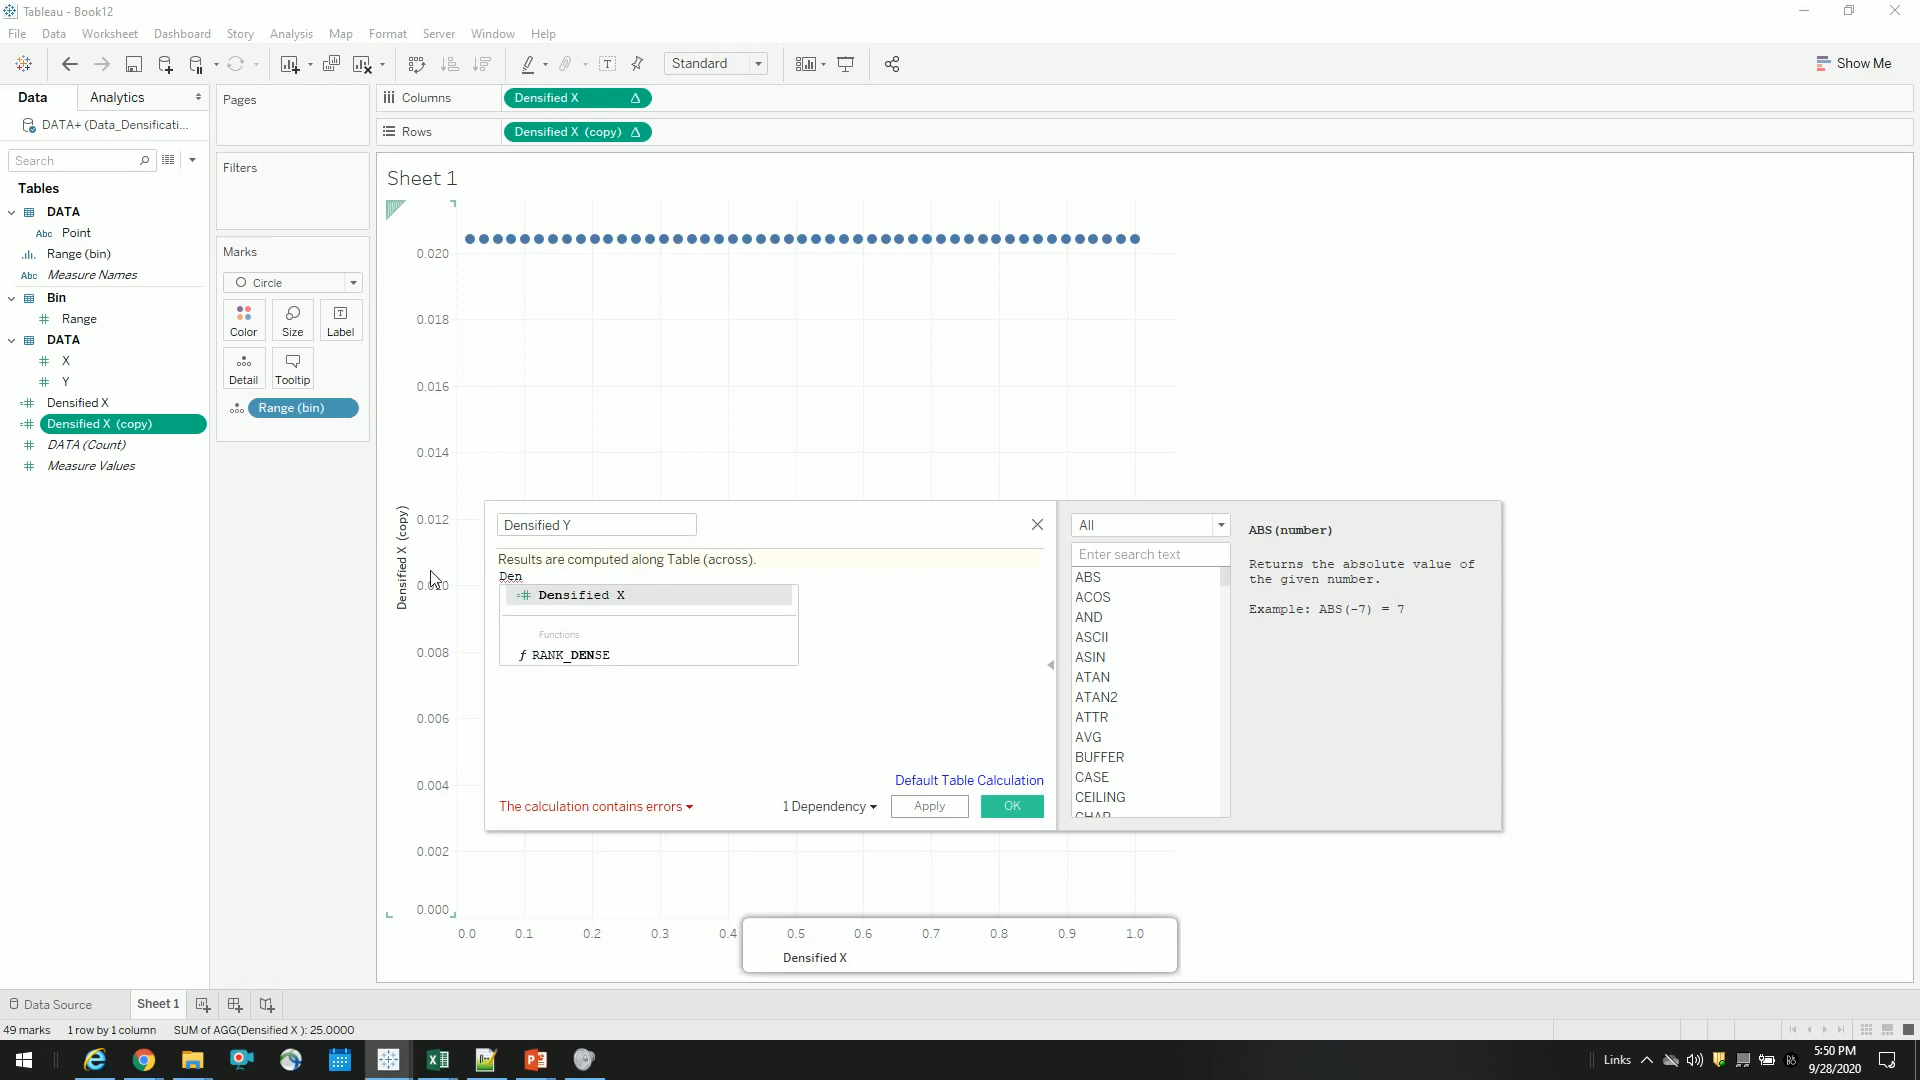 Tableau - Book12
File Data Worksheet Dashboard Story Analysis Map Format Server Window Help
Standard
Show Me
Data Analytics
DATA+ (Data_Densificati...
Search
Tables
DATA
Abc Point
Range (bin)
Abc Measure Names
Bin
Range
DATA
X
Y
Densified X
Densified X (copy)
DATA (Count)
Measure Values
Pages
Filters
Marks
Circle
Color Size Label
Detail Tooltip
Range (bin)
Columns Densified X
Rows Densified X (copy)
Sheet 1
0.020
0.018
0.016
0.014
0.012
0.010
0.008
0.006
0.004
0.002
0.000
Densified X (copy)
0.0 0.1 0.2 0.3 0.4 0.5 0.6 0.7 0.8 0.9 1.0
Densified X
Densified Y
Results are computed along Table (across).
Den
Densified X
Functions
RANK_DENSE
Default Table Calculation
The calculation contains errors 1 Dependency Apply OK
All
Enter search text
ABS
ACOS
AND
ASCII
ASIN
ATAN
ATAN2
ATTR
AVG
BUFFER
CASE
CEILING
CHAR
ABS(number)
Returns the absolute value of
the given number.
Example: ABS(-7) = 7
Data Source Sheet 1
49 marks 1 row by 1 column SUM of AGG(Densified X ): 25.0000
Links
5:50 PM
9/28/2020